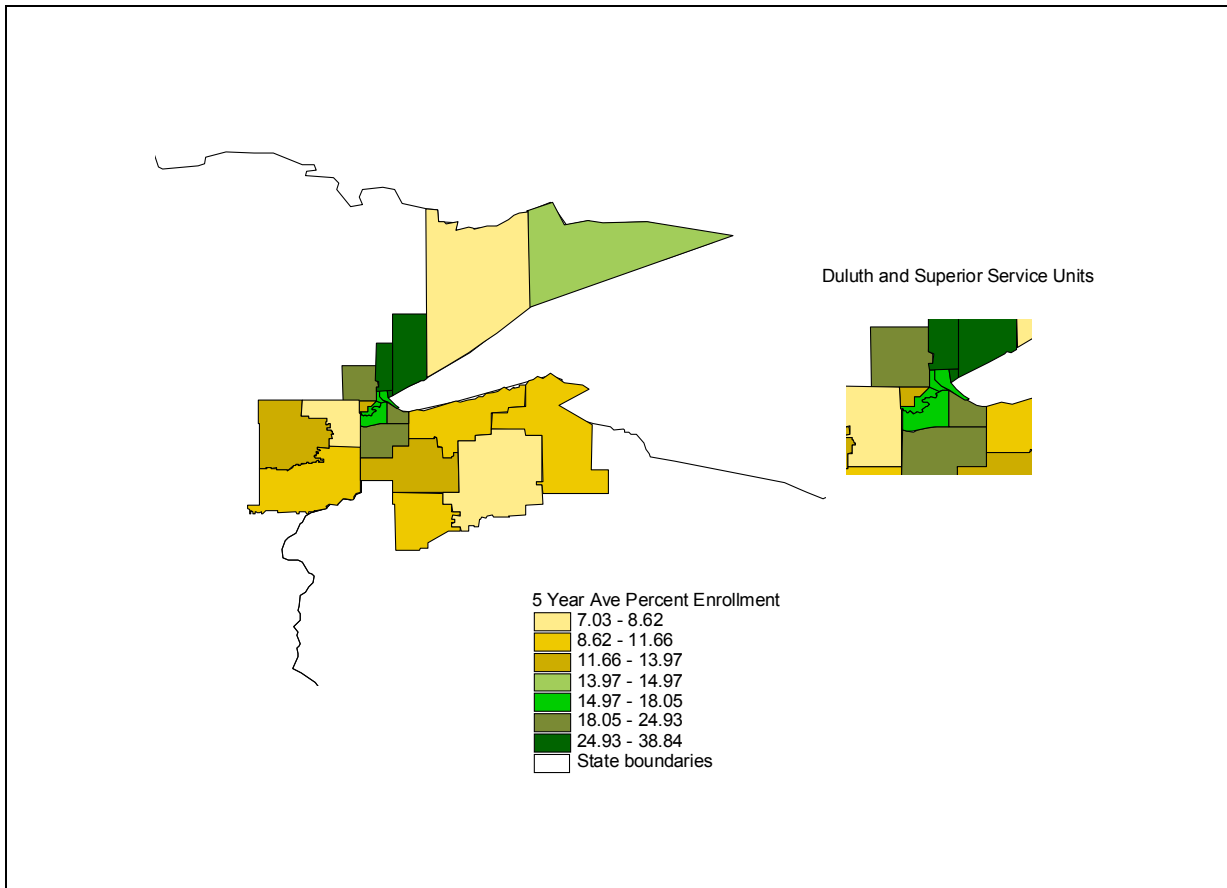 Duluth and Superior Service Units
5 Year Ave Percent Enrollment
7.03 - 8.62
8.62 - 11.66
11.66 - 13.97
13.97 - 14.97
14.97 - 18.05
18.05 - 24.93
24.93 - 38.84
State boundaries